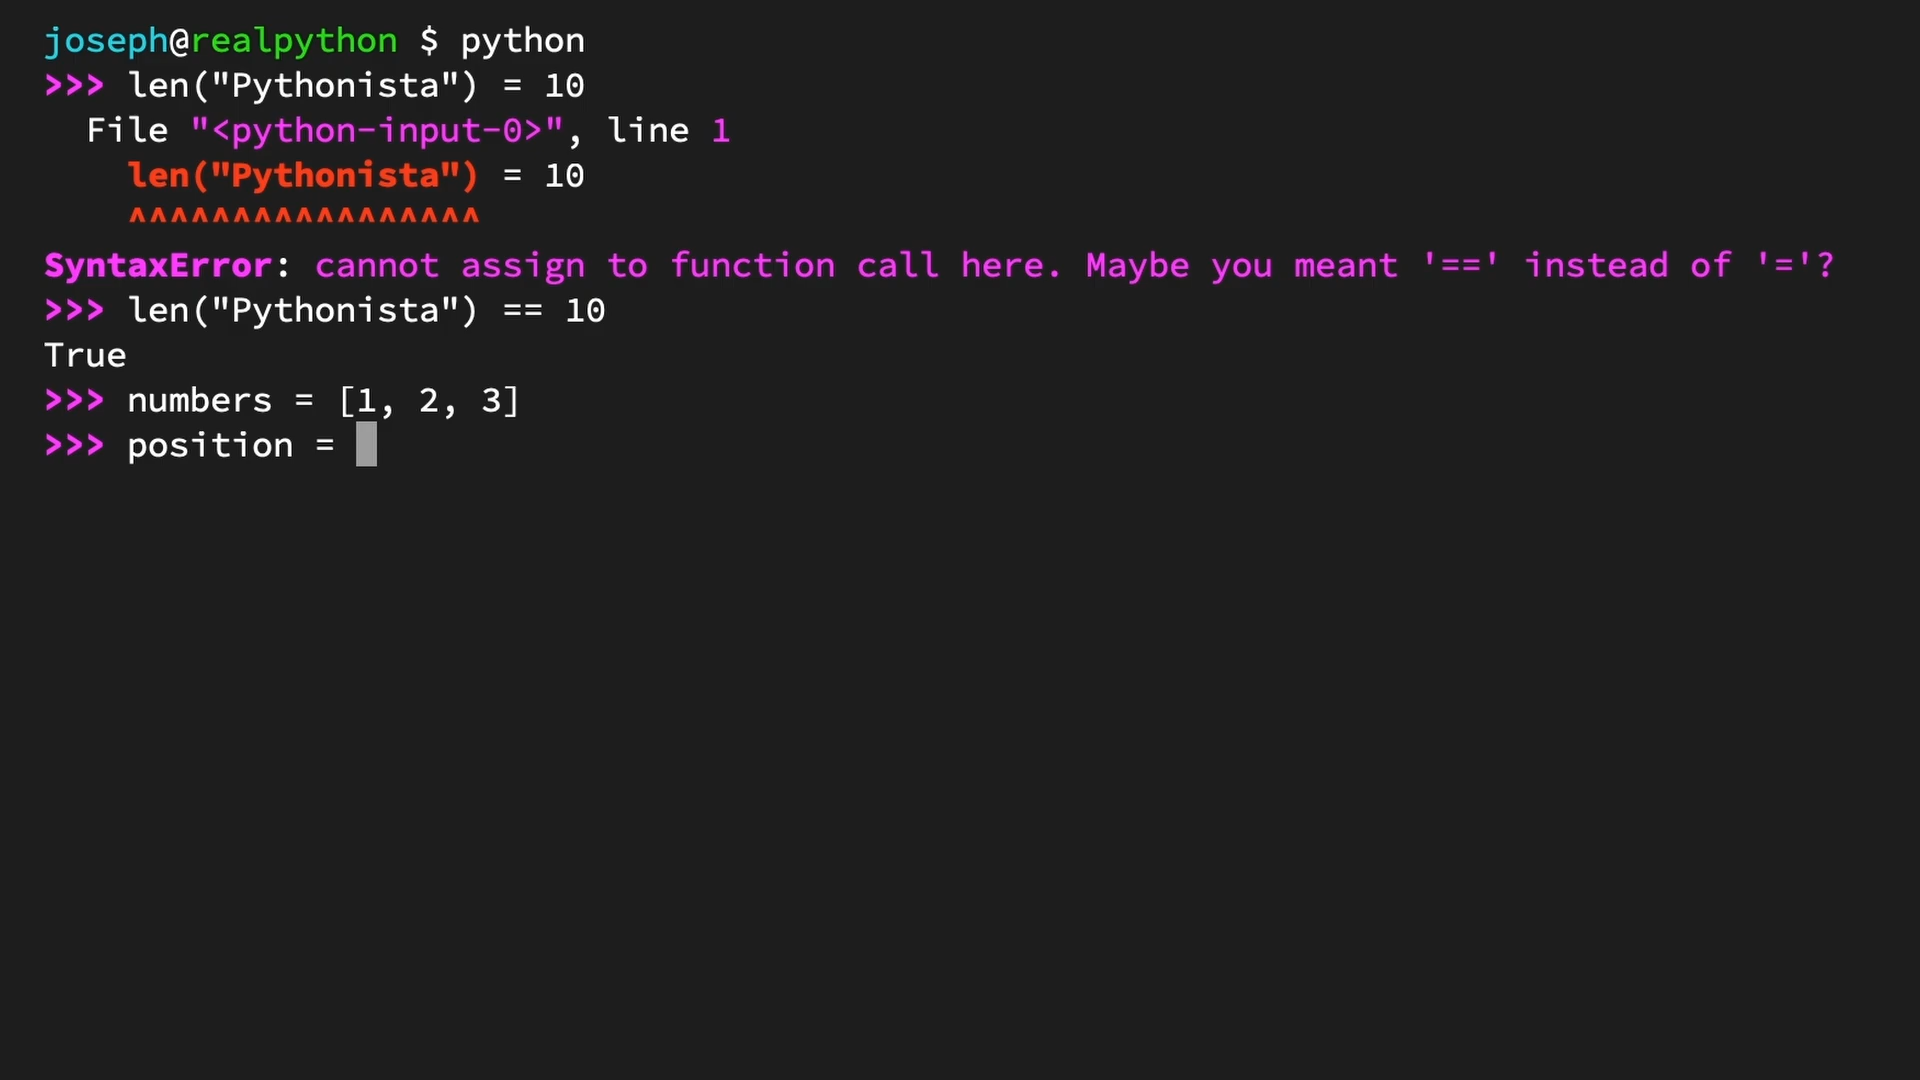 joseph@realpython $ python
>>> len("Pythonista") = 10
  File "<python-input-0>", line 1
    len("Pythonista") = 10
    ^^^^^^^^^^^^^^^^^
SyntaxError: cannot assign to function call here. Maybe you meant '==' instead of '='?
>>> len("Pythonista") == 10
True
>>> numbers = [1, 2, 3]
>>> position =